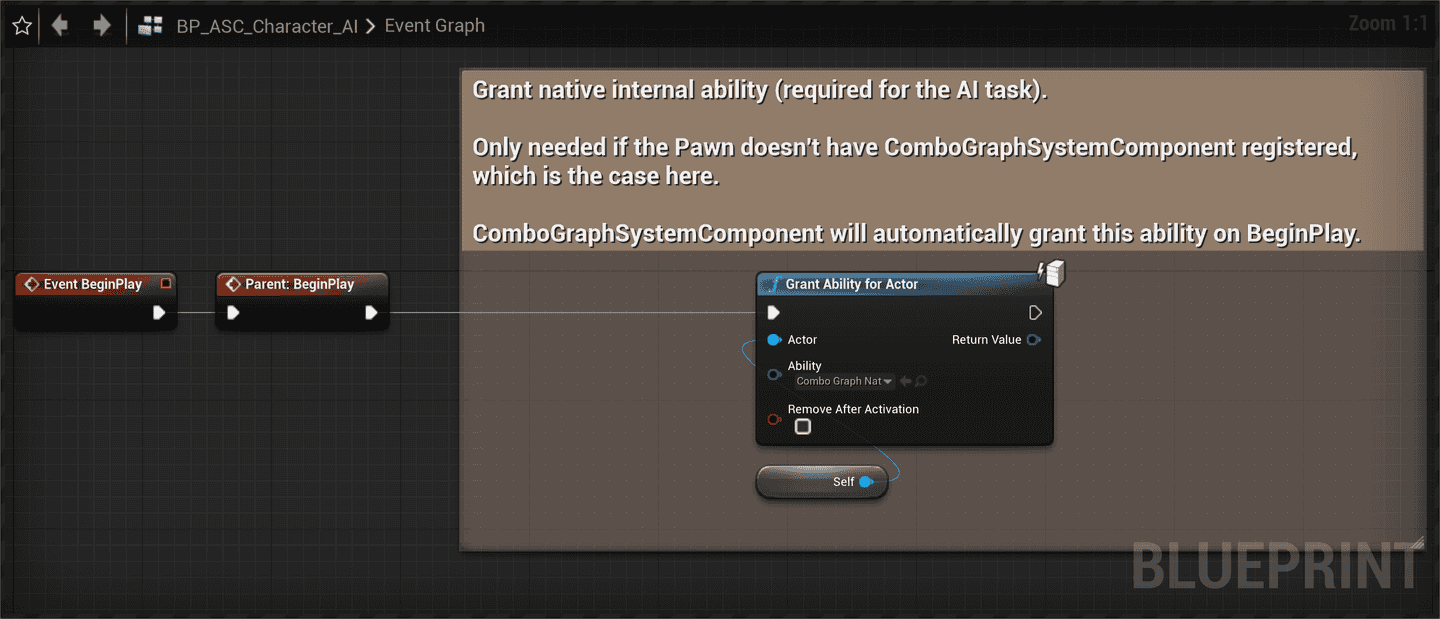 BP_ASC_Character_AI > Event Graph
Zoom 1:1
Grant native internal ability (required for the AI task).
Only needed if the Pawn doesn't have ComboGraphSystemComponent registered,
which is the case here.
ComboGraphSystemComponent will automatically grant this ability on BeginPlay.
Event BeginPlay
Parent: BeginPlay
Grant Ability for Actor
Actor
Return Value
Ability
Combo Graph Nat
Remove After Activation
Self
BLUEPRINT